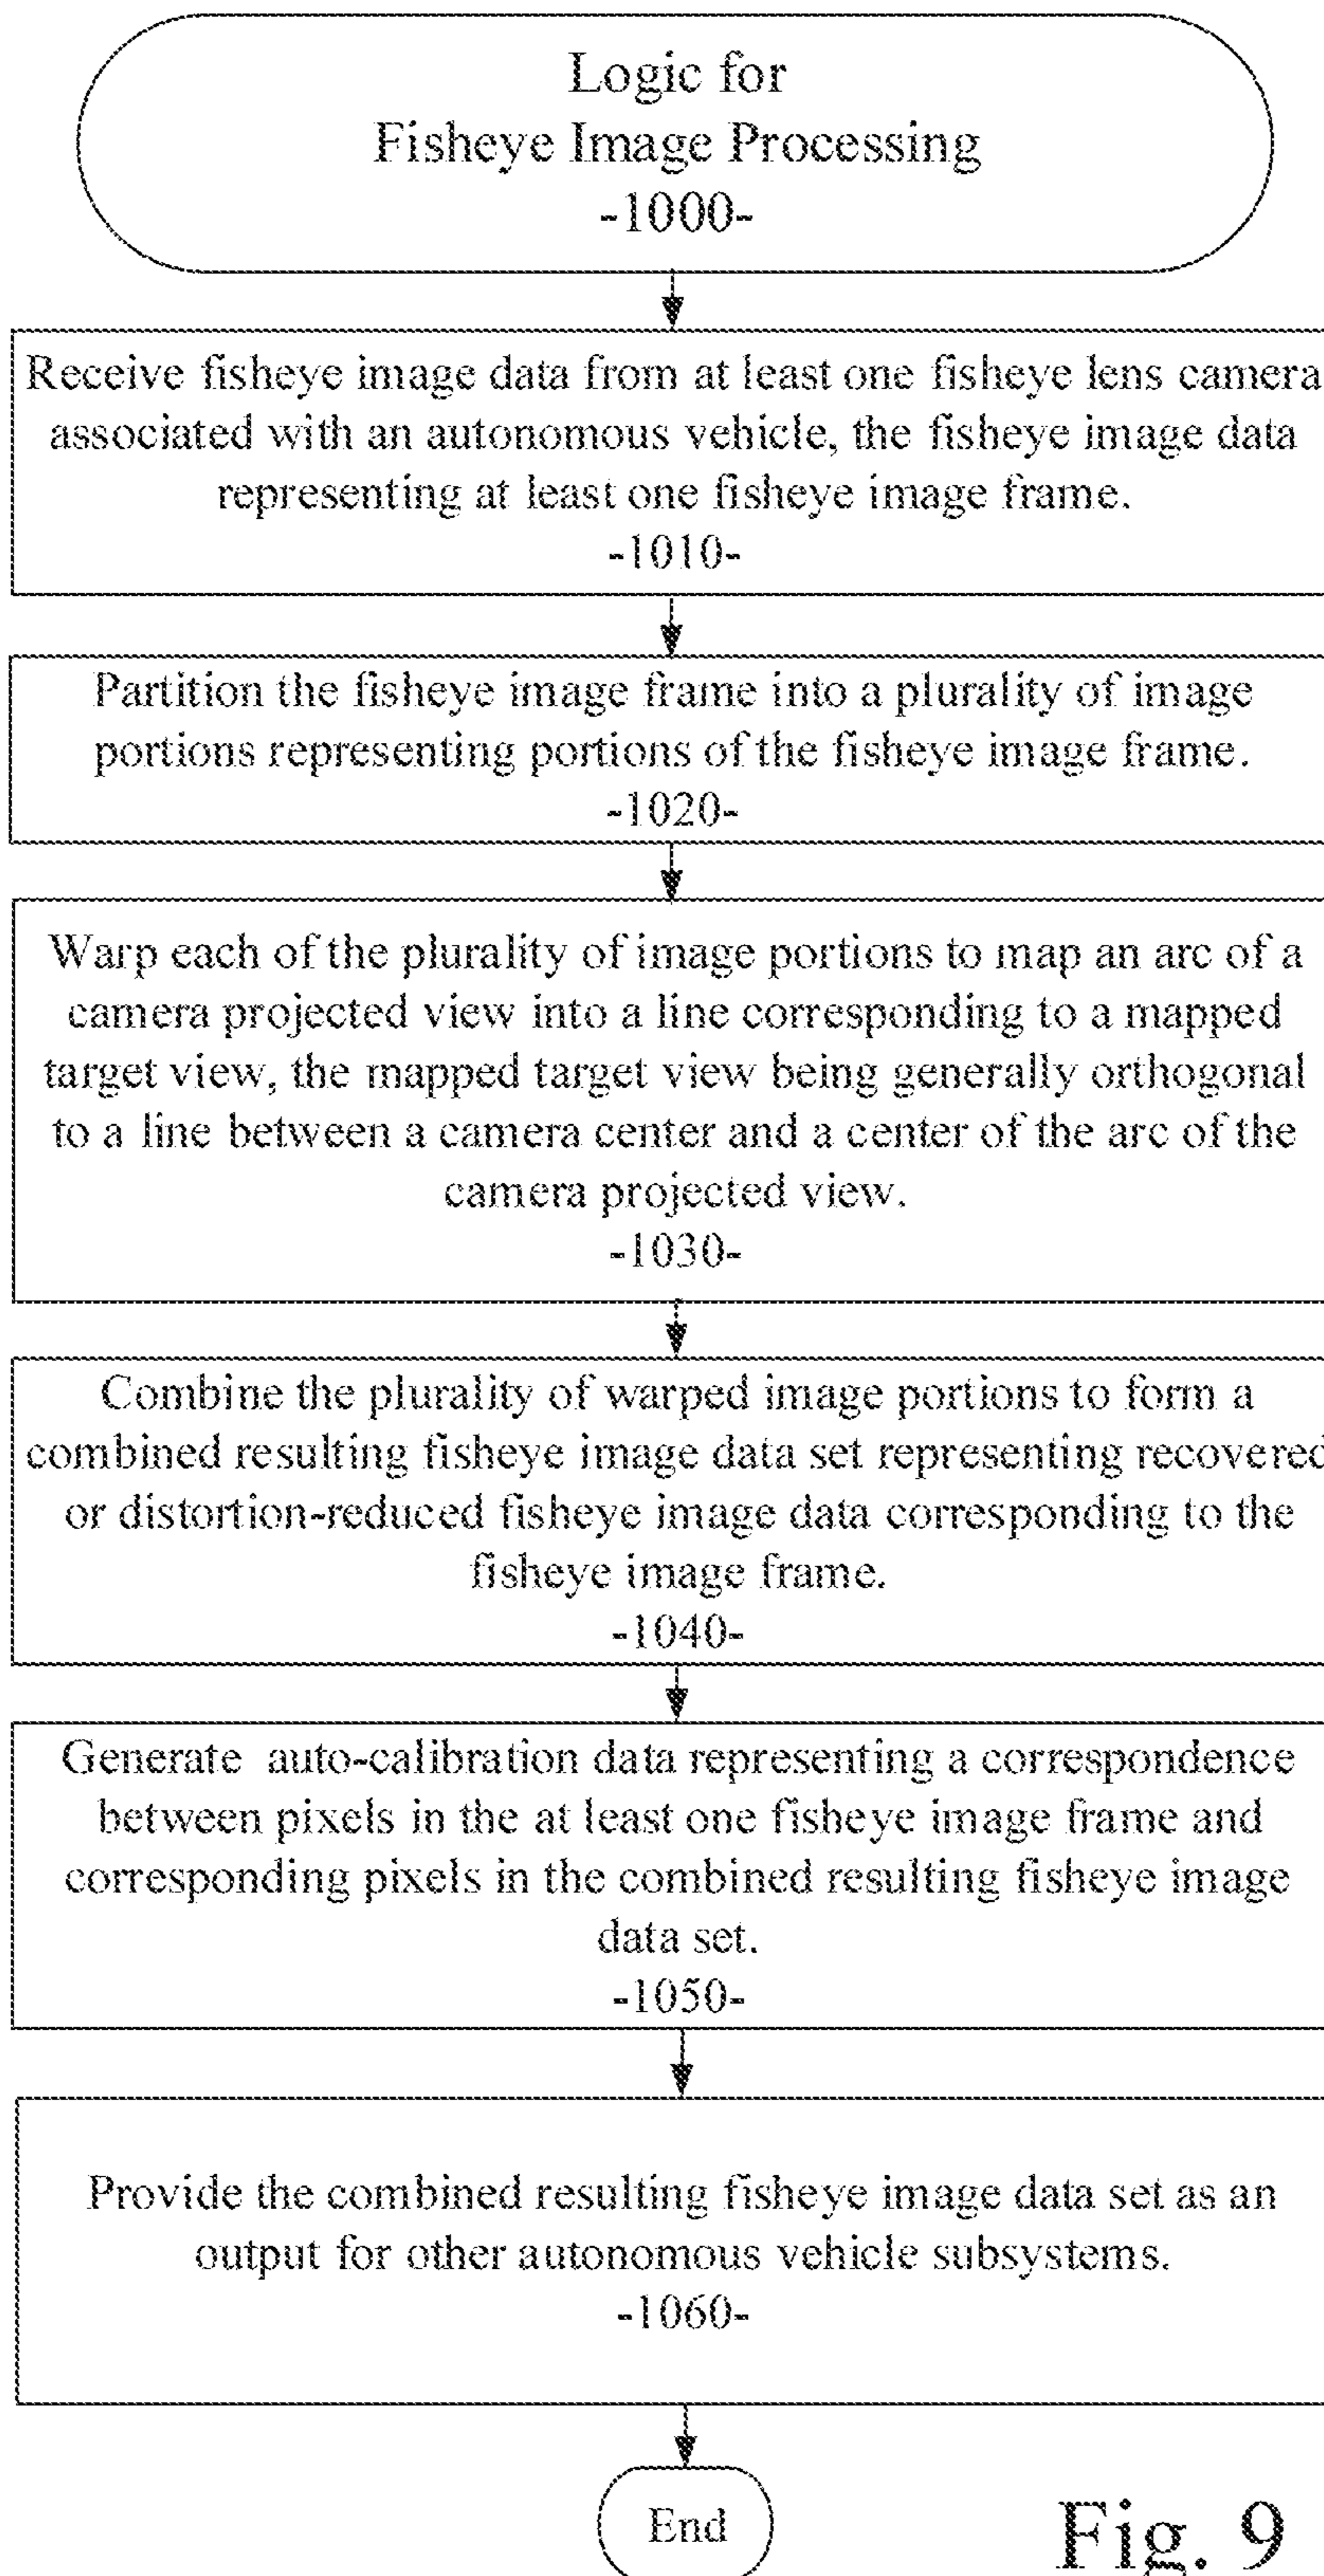 Logic for
Fisheye Image Processing
-1000-
Receive fisheye image data from at least one fisheye lens camera
associated with an autonomous vehicle, the fisheye image data
representing at least one fisheye image frame.
-1010-
Partition the fisheye image frame into a plurality of image
portions representing portions of the fisheye image frame.
-1020-
Warp each of the plurality of image portions to map an arc of a
camera projected view into a line corresponding to a mapped
target view, the mapped target view being generally orthogonal
to a line between a camera center and a center of the arc of the
camera projected view.
-1030-
Combine the plurality of warped image portions to form a
combined resulting fisheye image data set representing recovered
or distortion-reduced fisheye image data corresponding to the
fisheye image frame.
-1040-
Generate auto-calibration data representing a correspondence
between pixels in the at least one fisheye image frame and
corresponding pixels in the combined resulting fisheye image
data set.
-1050-
Provide the combined resulting fisheye image data set as an
output for other autonomous vehicle subsystems.
-1060-
End
Fig. 9